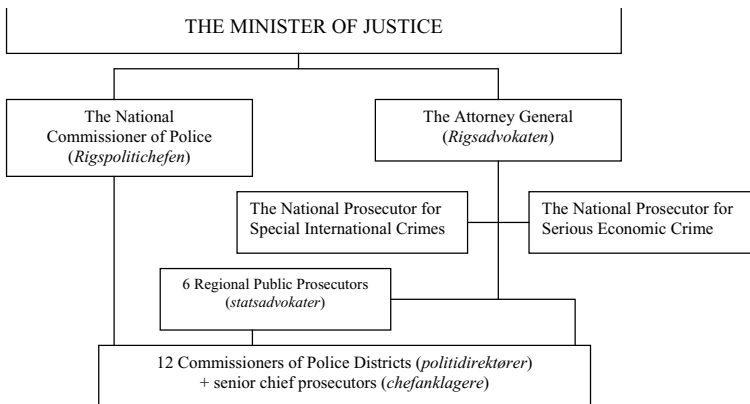 THE MINISTER OF JUSTICE
The National
Commissioner of Police
(Rigspolitichefen)
The Attorney General
(Rigsadvokaten)
The National Prosecutor for
Special International Crimes
The National Prosecutor for
Serious Economic Crime
6 Regional Public Prosecutors
(statsadvokater)
12 Commissioners of Police Districts (politidirektører)
+ senior chief prosecutors (chefanklagere)